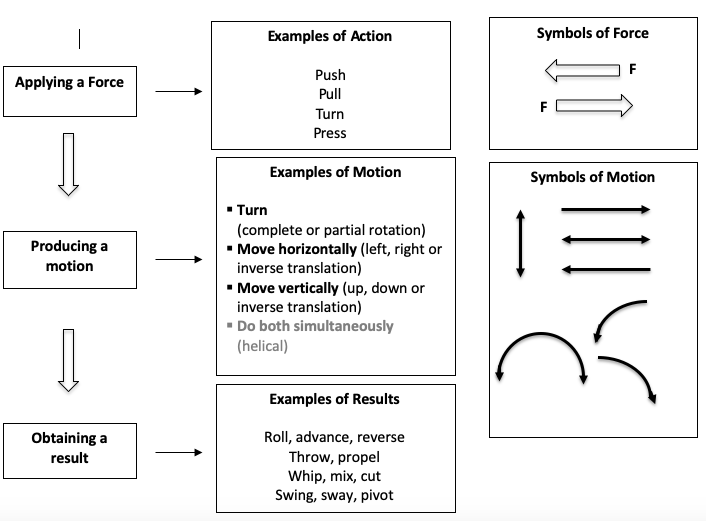 Applying a Force
Examples of Action
Push
Pull
Turn
Press
Symbols of Force
F
F
Producing a
motion
Examples of Motion
▪ Turn
(complete or partial rotation)
▪ Move horizontally (left, right or
inverse translation)
▪ Move vertically (up, down or
inverse translation)
▪ Do both simultaneously
(helical)
Symbols of Motion
Obtaining a
result
Examples of Results
Roll, advance, reverse
Throw, propel
Whip, mix, cut
Swing, sway, pivot